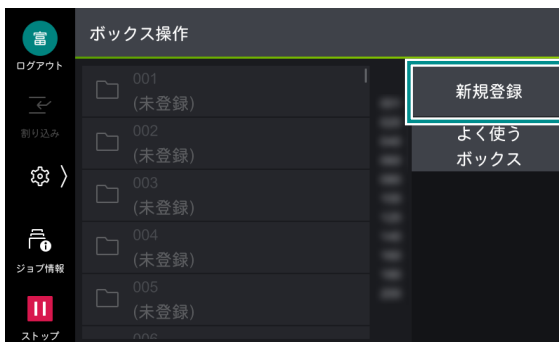 富
ボックス操作
ログアウト
割り込み
ジョブ情報
ストップ
001
(未登録)
002
(未登録)
003
(未登録)
004
(未登録)
005
(未登録)
006
新規登録
よく使う
ボックス